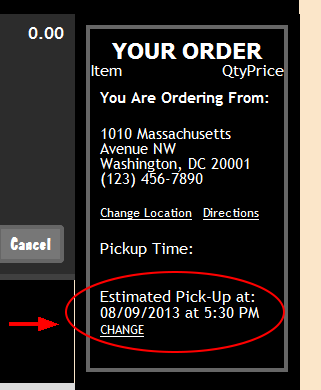 0.00
YOUR ORDER
Item QtyPrice
You Are Ordering From:
1010 Massachusetts
Avenue NW
Washington, DC 20001
(123) 456-7890
Change Location Directions
Cancel
Pickup Time:
Estimated Pick-Up at:
08/09/2013 at 5:30 PM
CHANGE